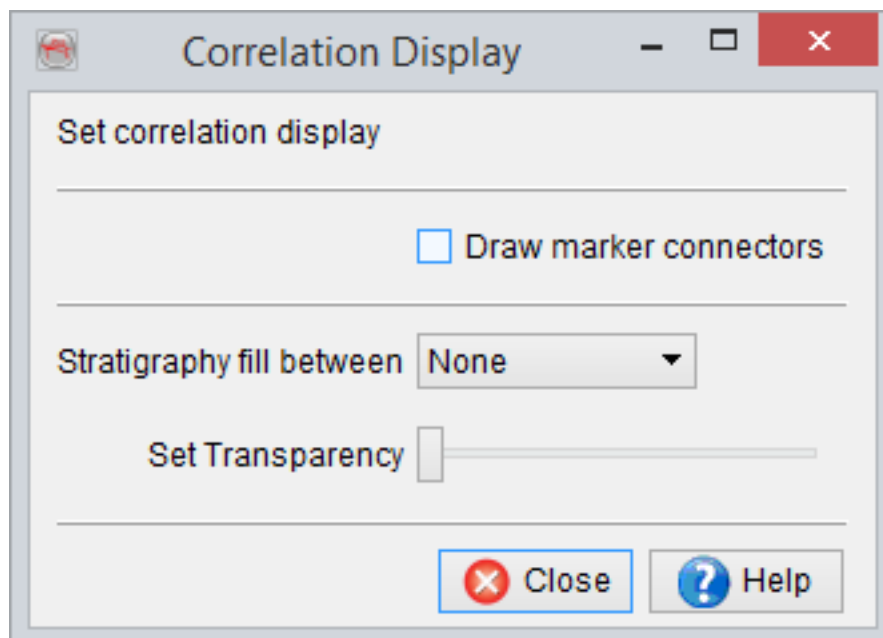 Correlation Display
Set correlation display
Draw marker connectors
Stratigraphy fill between None
Set Transparency
Close Help